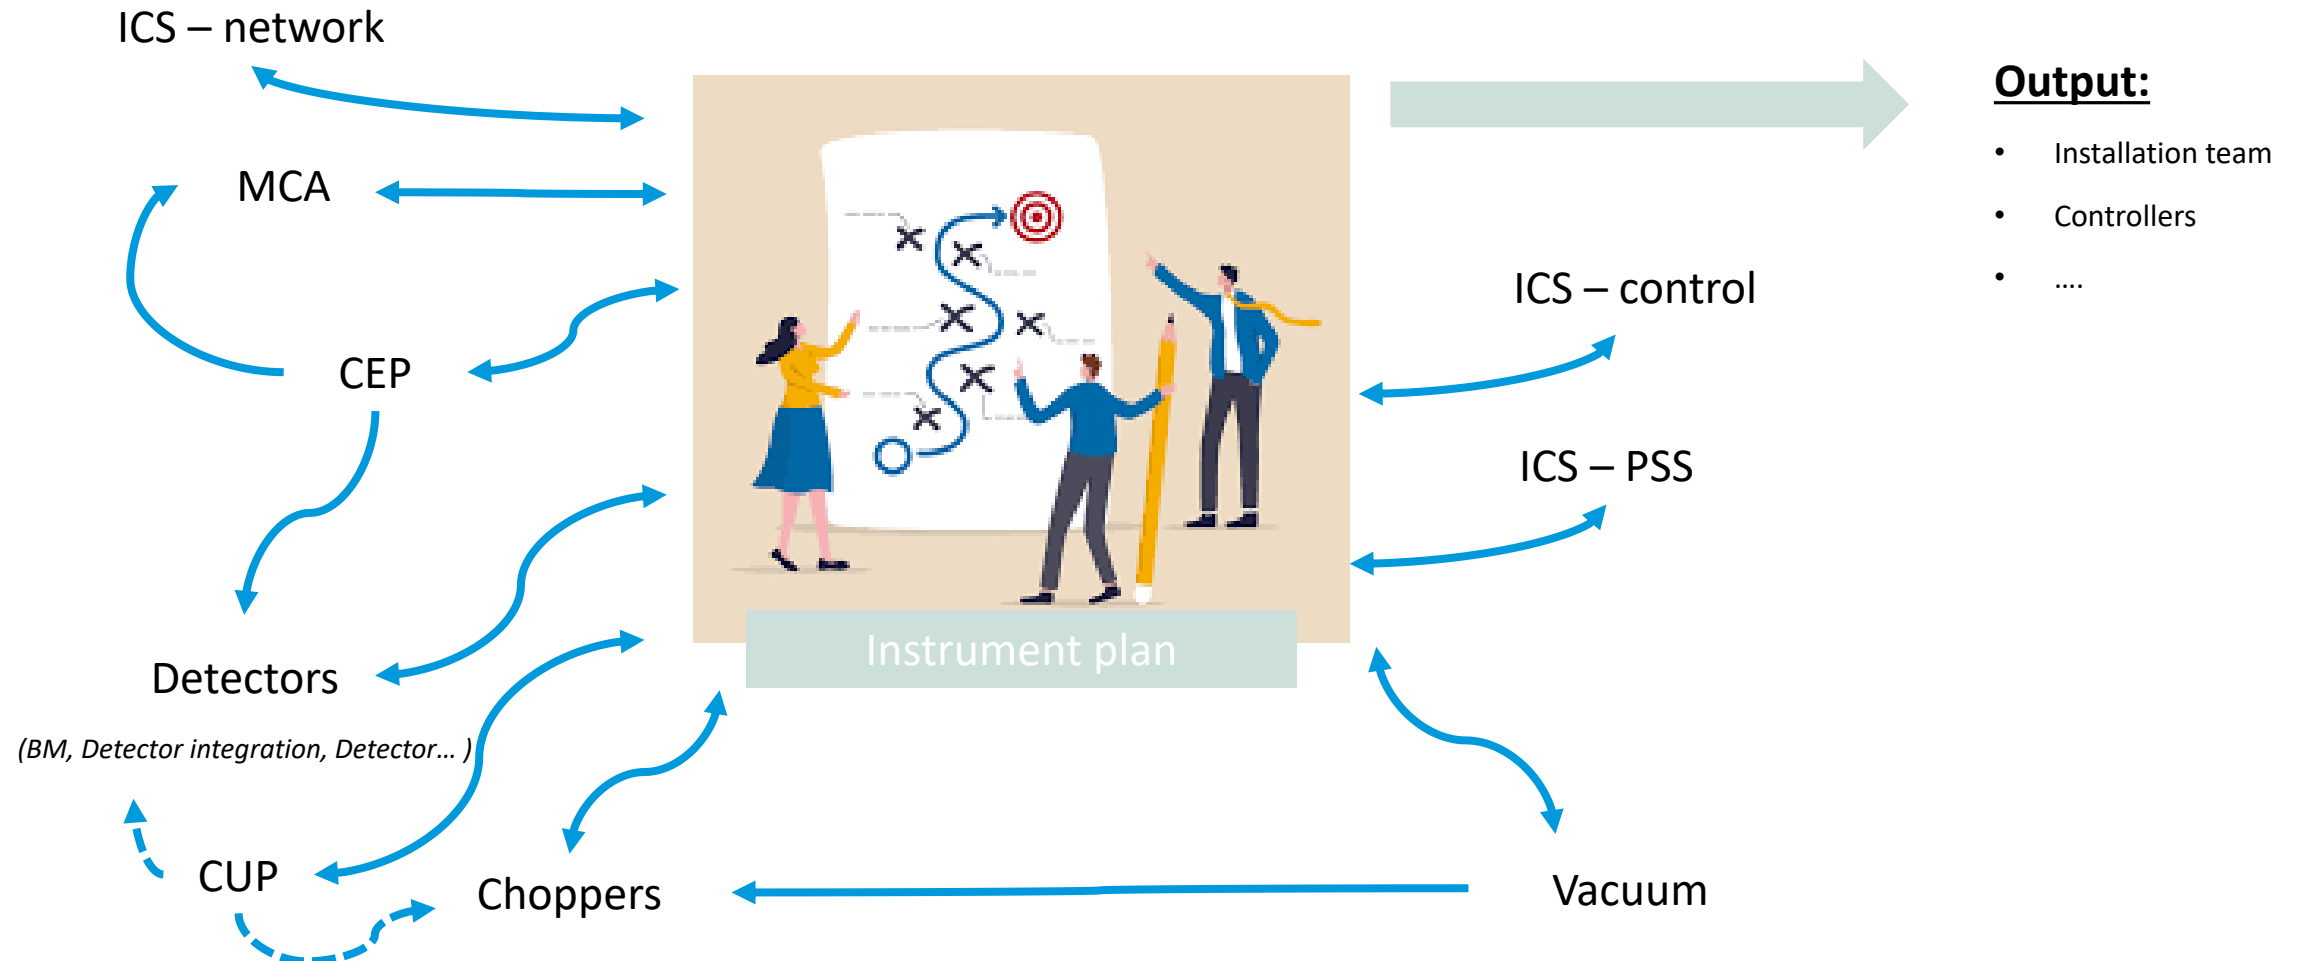 ICS – network
Output:
• Installation team
MCA
• Controllers
• ....
ICS – control
CEP
ICS – PSS
Instrument plan
Detectors
(BM, Detector integration, Detector... )
CUP
Choppers
Vacuum